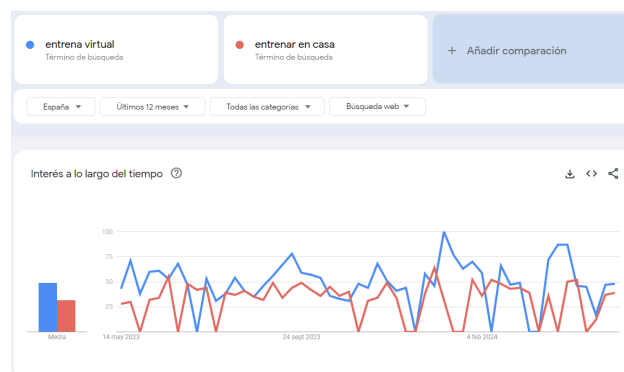 entrena virtual
Término de búsqueda
entrenar en casa
Término de búsqueda
+ Añadir comparación
España
Últimos 12 meses
Todas las categorías
Búsqueda web
Interés a lo largo del tiempo
100
75
50
25
Media
14 may 2023
24 sept 2023
4 feb 2024